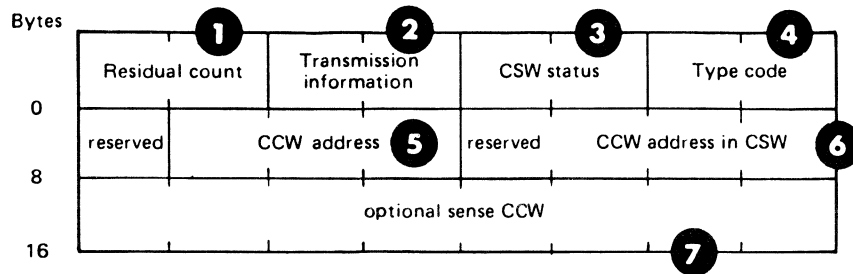 Bytes
1 2 3 4
Residual count Transmission information CSW status Type code
0
reserved CCW address 5 reserved CCW address in CSW 6
8
optional sense CCW
16 7